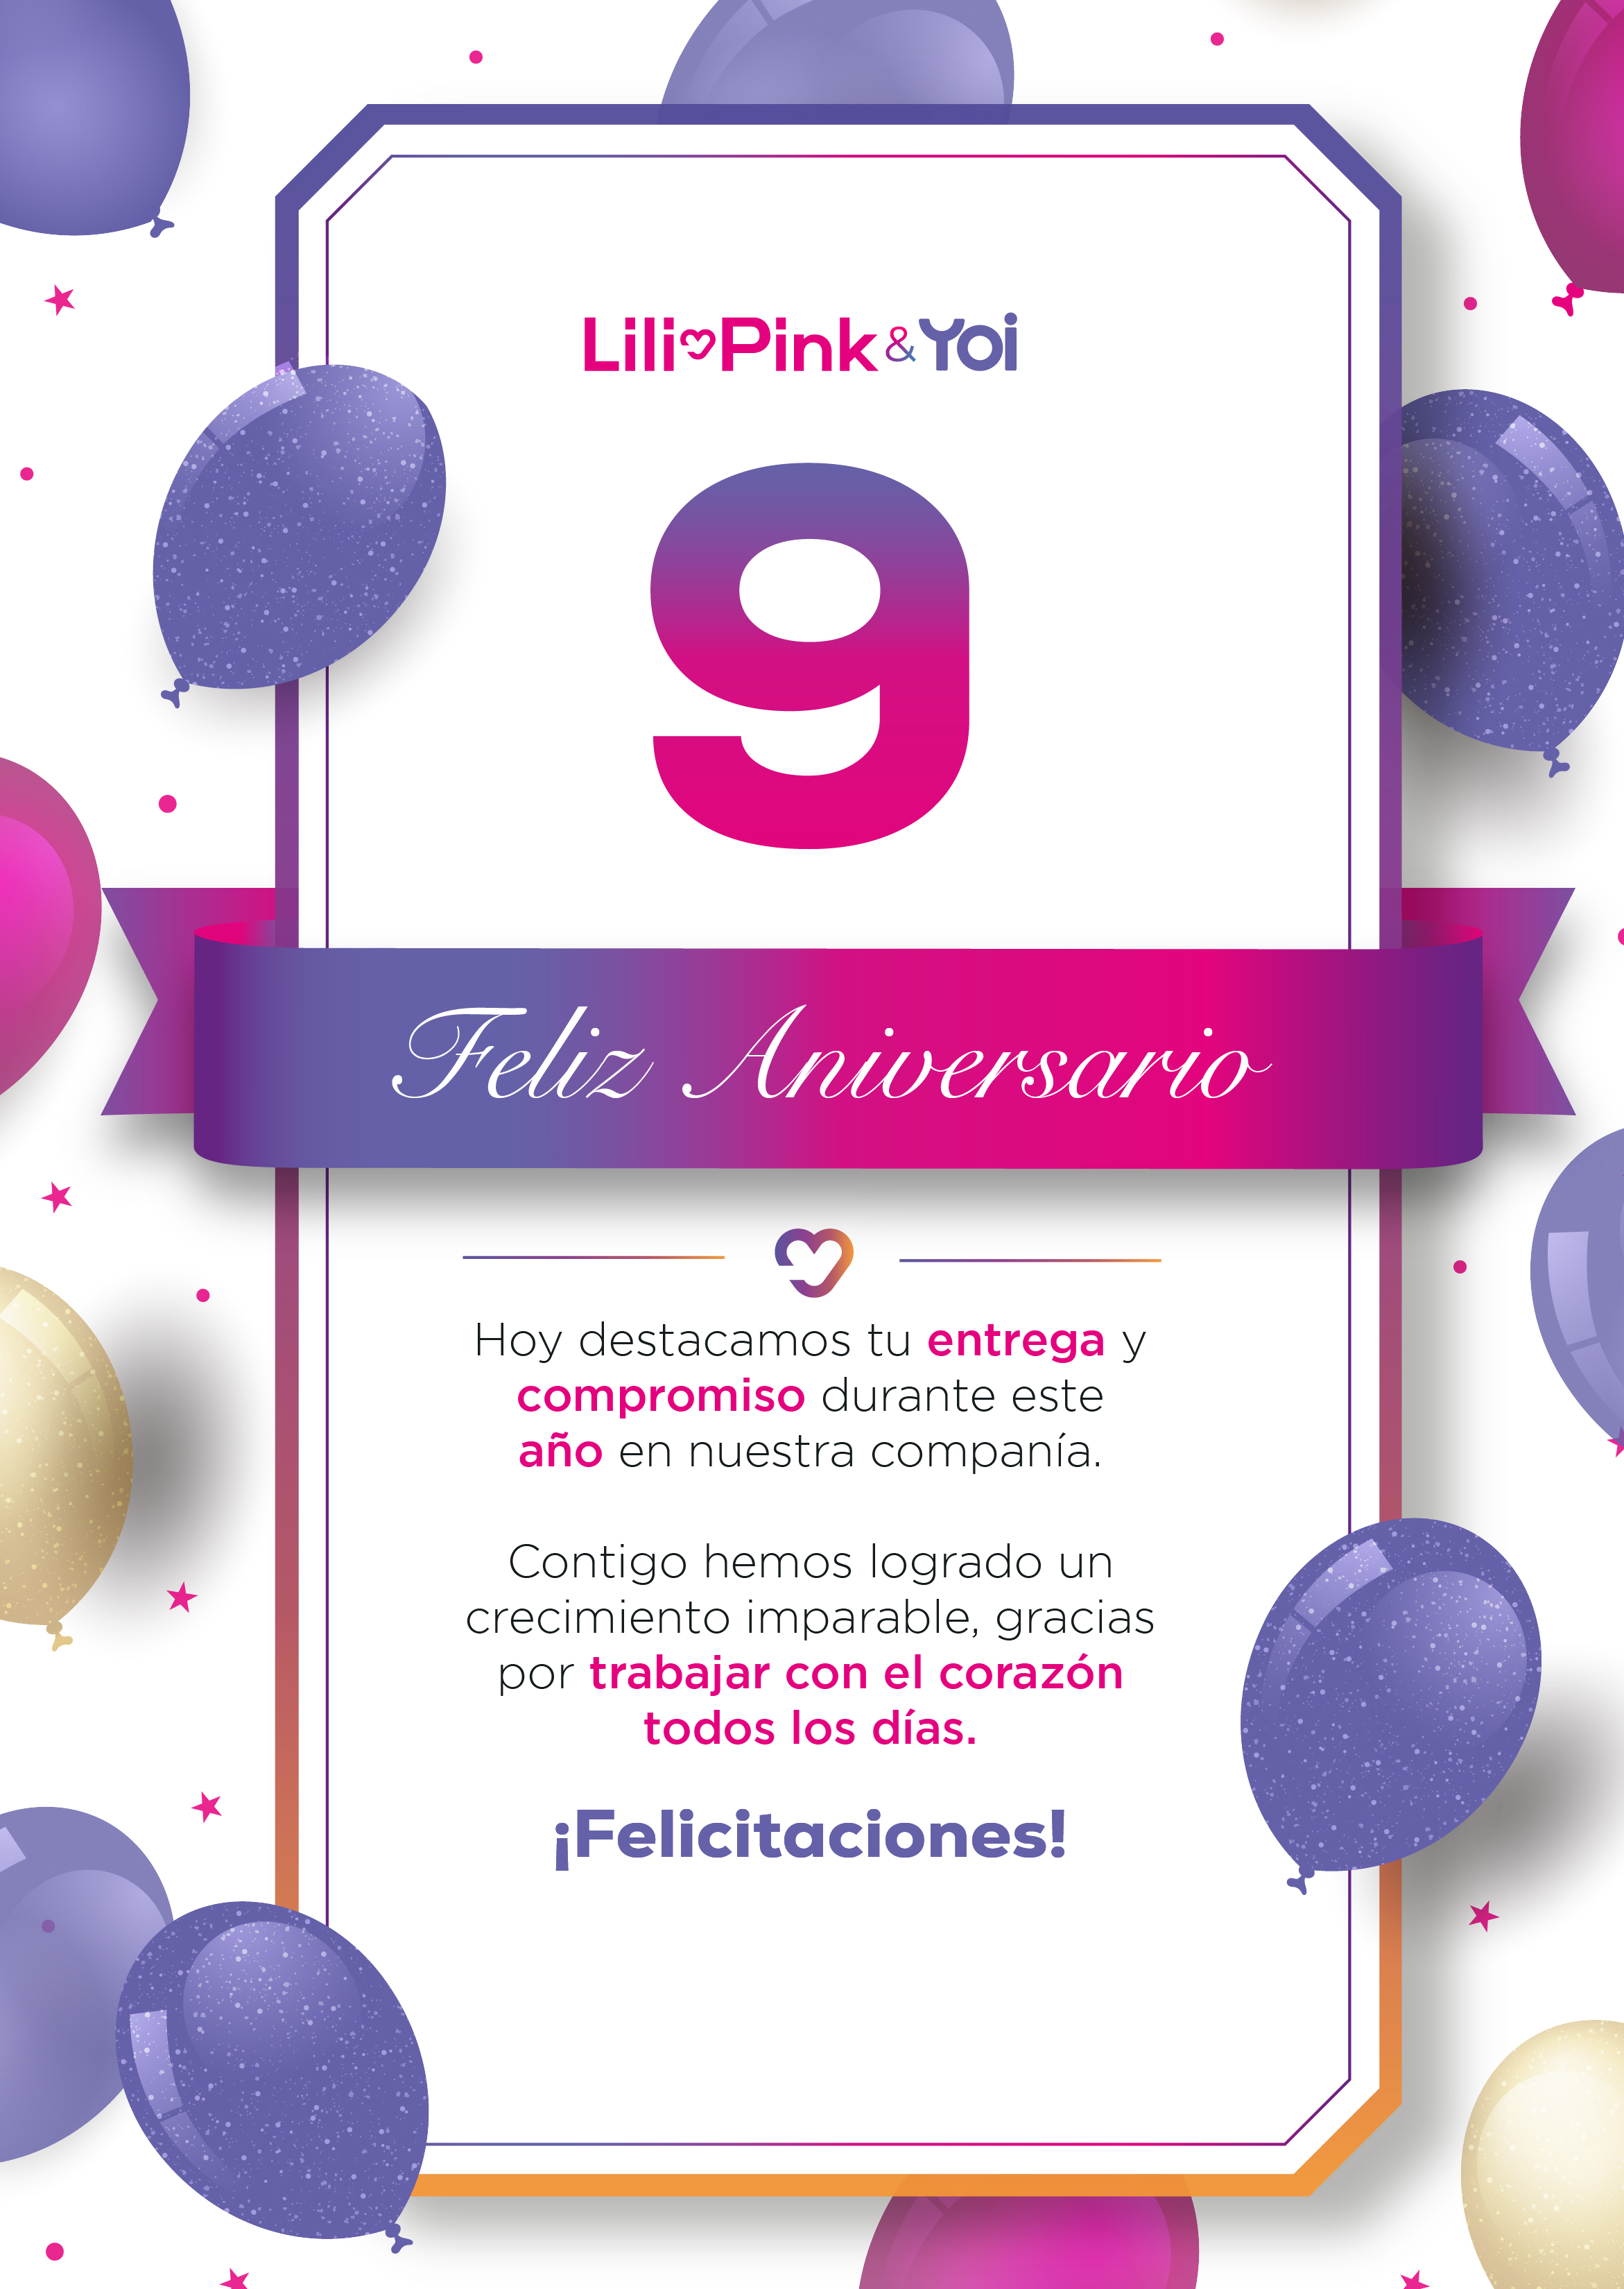 Lili Pink & Yoi
9
Feliz Aniversario
Hoy destacamos tu entrega y
compromiso durante este
año en nuestra companía.
Contigo hemos logrado un
crecimiento imparable, gracias
por trabajar con el corazón
todos los días.
¡Felicitaciones!